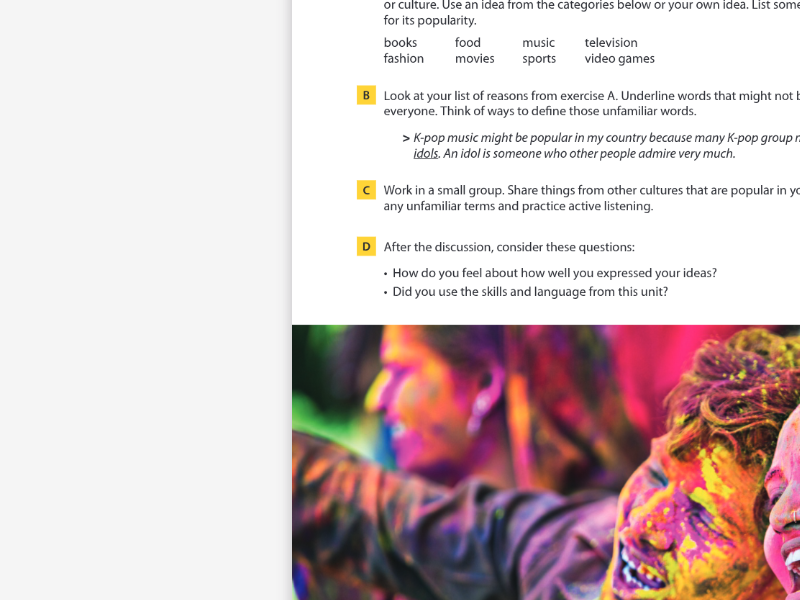 or culture. Use an idea from the categories below or your own idea. List some
for its popularity.
books food music television
fashion movies sports video games
B Look at your list of reasons from exercise A. Underline words that might not
everyone. Think of ways to define those unfamiliar words.
> K-pop music might be popular in my country because many K-pop group
idols. An idol is someone who other people admire very much.
C Work in a small group. Share things from other cultures that are popular in
any unfamiliar terms and practice active listening.
D After the discussion, consider these questions:
• How do you feel about how well you expressed your ideas?
• Did you use the skills and language from this unit?